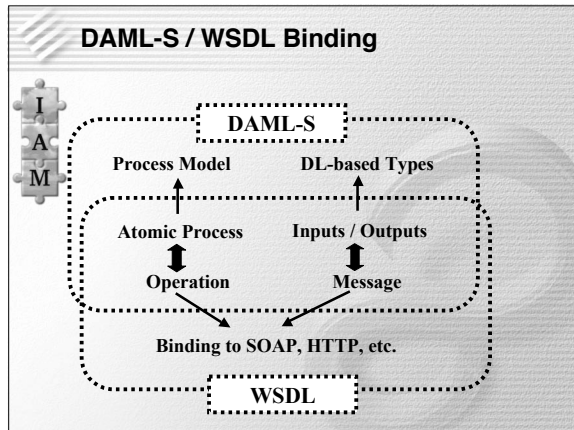 DAML-S / WSDL Binding
I
A
M
DAML-S
Process Model
DL-based Types
Atomic Process
Inputs / Outputs
Operation
Message
Binding to SOAP, HTTP, etc.
WSDL